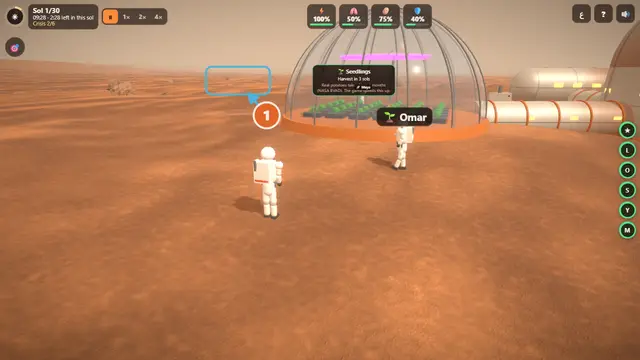 Sol 1/30
09:28 · 2:28 left in this sol
Crisis 2/6
1×
2×
4×
100%
50%
75%
40%
ع
?
Seedlings
Harvest in 3 sols
Omar
1
L
O
S
Y
M